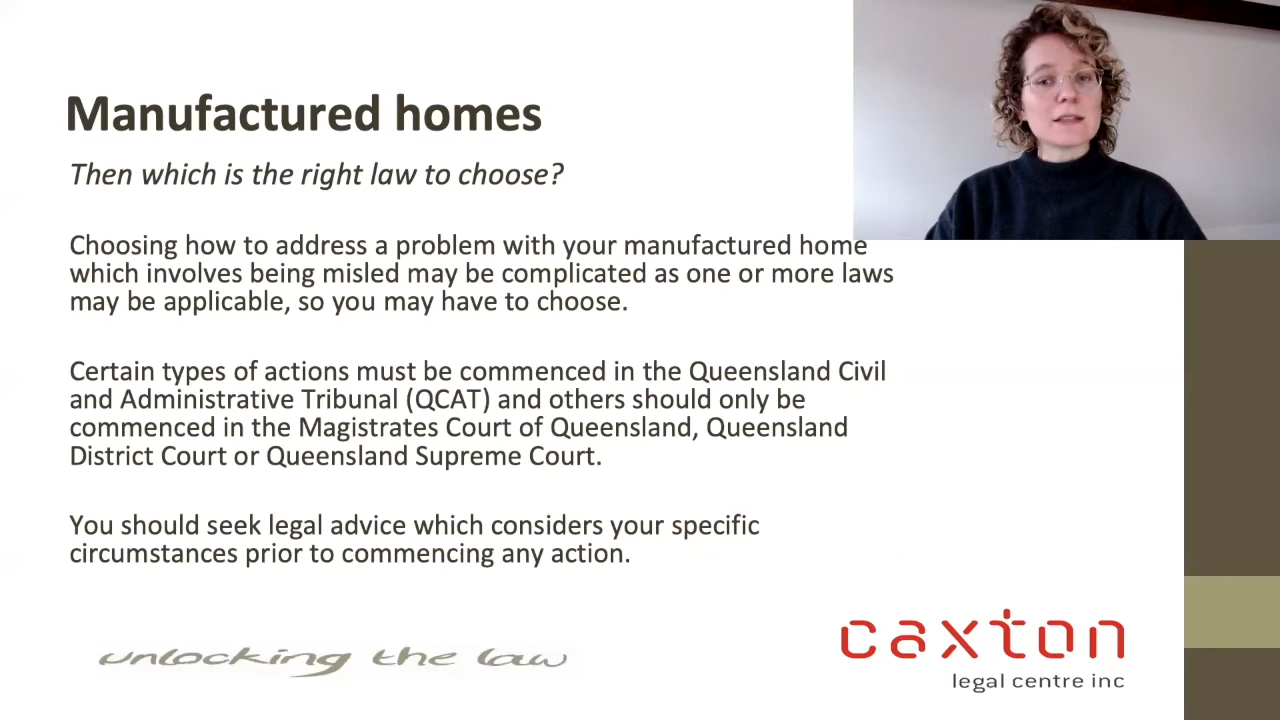 Manufactured homes
Then which is the right law to choose?
Choosing how to address a problem with your manufactured home
which involves being misled may be complicated as one or more laws
may be applicable, so you may have to choose.
Certain types of actions must be commenced in the Queensland Civil
and Administrative Tribunal (QCAT) and others should only be
commenced in the Magistrates Court of Queensland, Queensland
District Court or Queensland Supreme Court.
You should seek legal advice which considers your specific
circumstances prior to commencing any action.
unlocking the law
caxton
legal centre inc